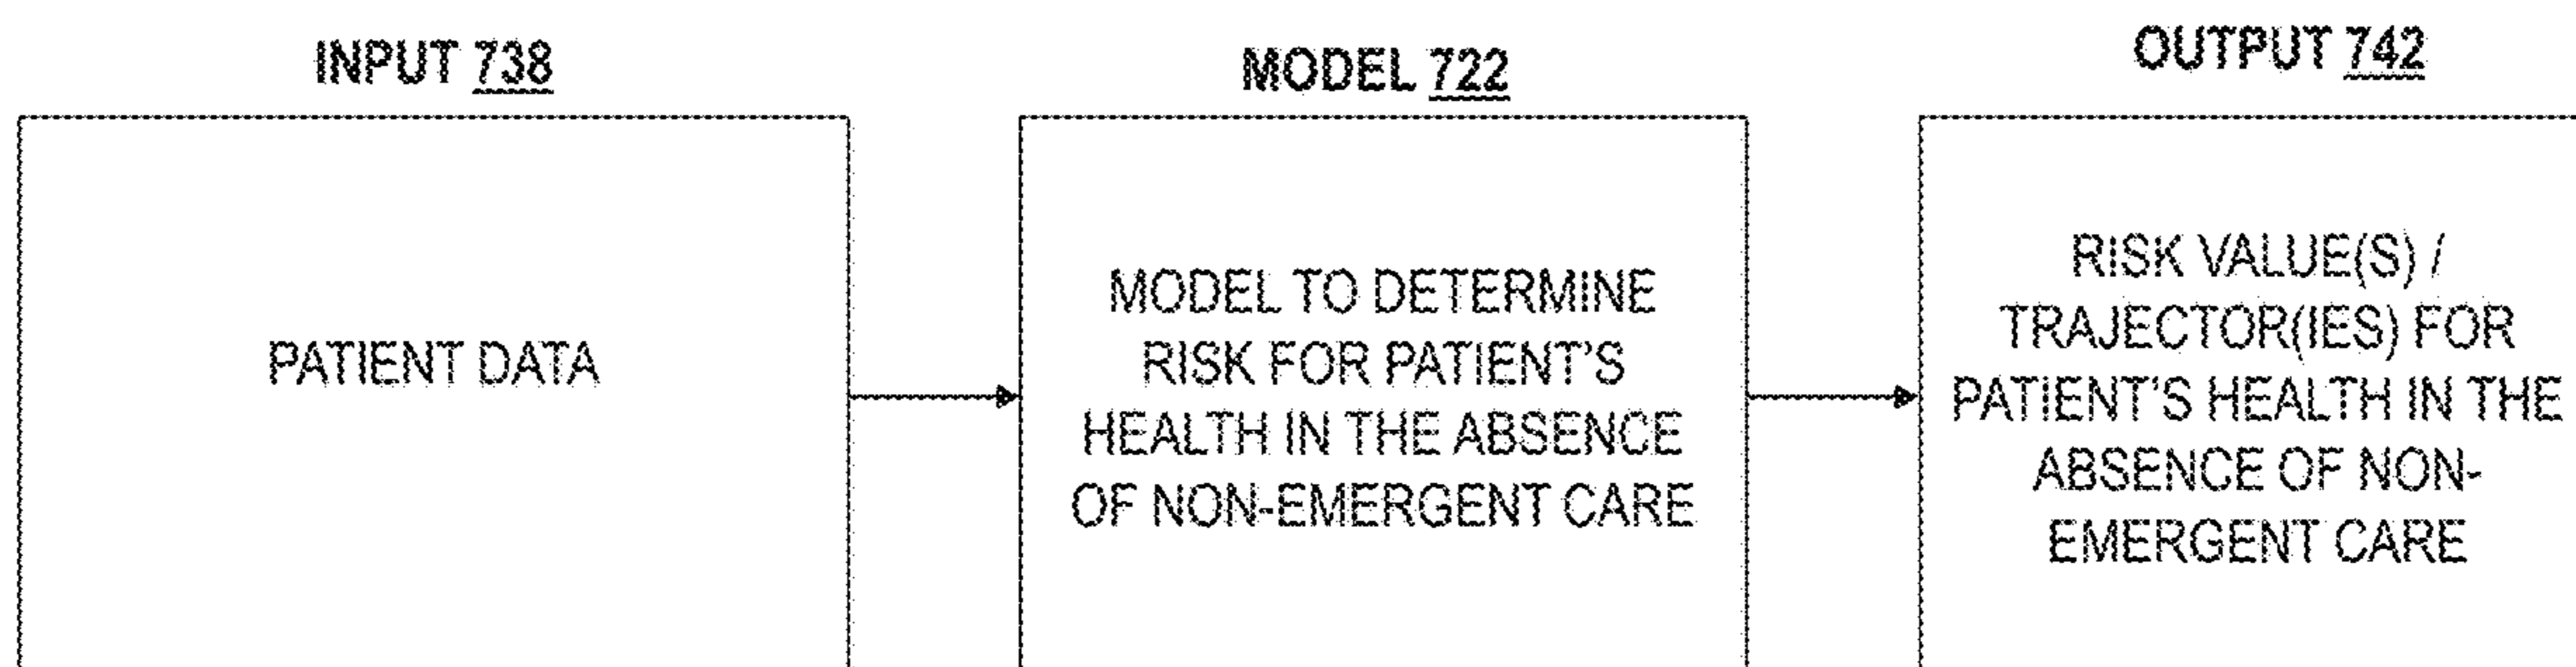 INPUT 738
PATIENT DATA
MODEL 722
MODEL TO DETERMINE
RISK FOR PATIENT'S
HEALTH IN THE ABSENCE
OF NON-EMERGENT CARE
OUTPUT 742
RISK VALUE(S) /
TRAJECTOR(IES) FOR
PATIENT'S HEALTH IN THE
ABSENCE OF NON-
EMERGENT CARE